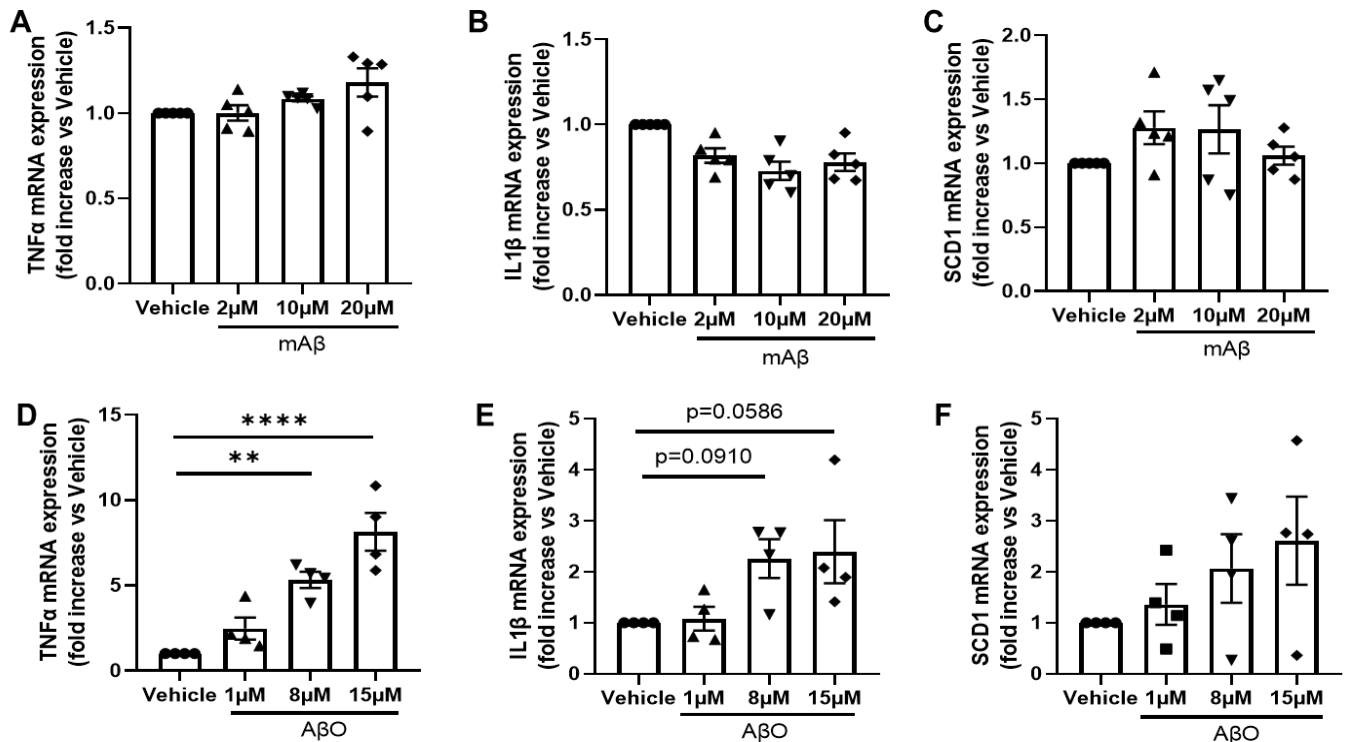 A
TNFα mRNA expression
(fold increase vs Vehicle)
1.5
1.0
0.5
0.0
Vehicle 2µM 10µM 20µM
mAβ
B
IL1β mRNA expression
(fold increase vs Vehicle)
1.5
1.0
0.5
0.0
Vehicle 2µM 10µM 20µM
mAβ
C
SCD1 mRNA expression
(fold increase vs Vehicle)
2.0
1.5
1.0
0.5
0.0
Vehicle 2µM 10µM 20µM
mAβ
D
TNFα mRNA expression
(fold increase vs Vehicle)
15
10
5
0
****
**
Vehicle 1µM 8µM 15µM
AβO
E
IL1β mRNA expression
(fold increase vs Vehicle)
5
4
3
2
1
0
p=0.0586
p=0.0910
Vehicle 1µM 8µM 15µM
AβO
F
SCD1 mRNA expression
(fold increase vs Vehicle)
5
4
3
2
1
0
Vehicle 1µM 8µM 15µM
AβO